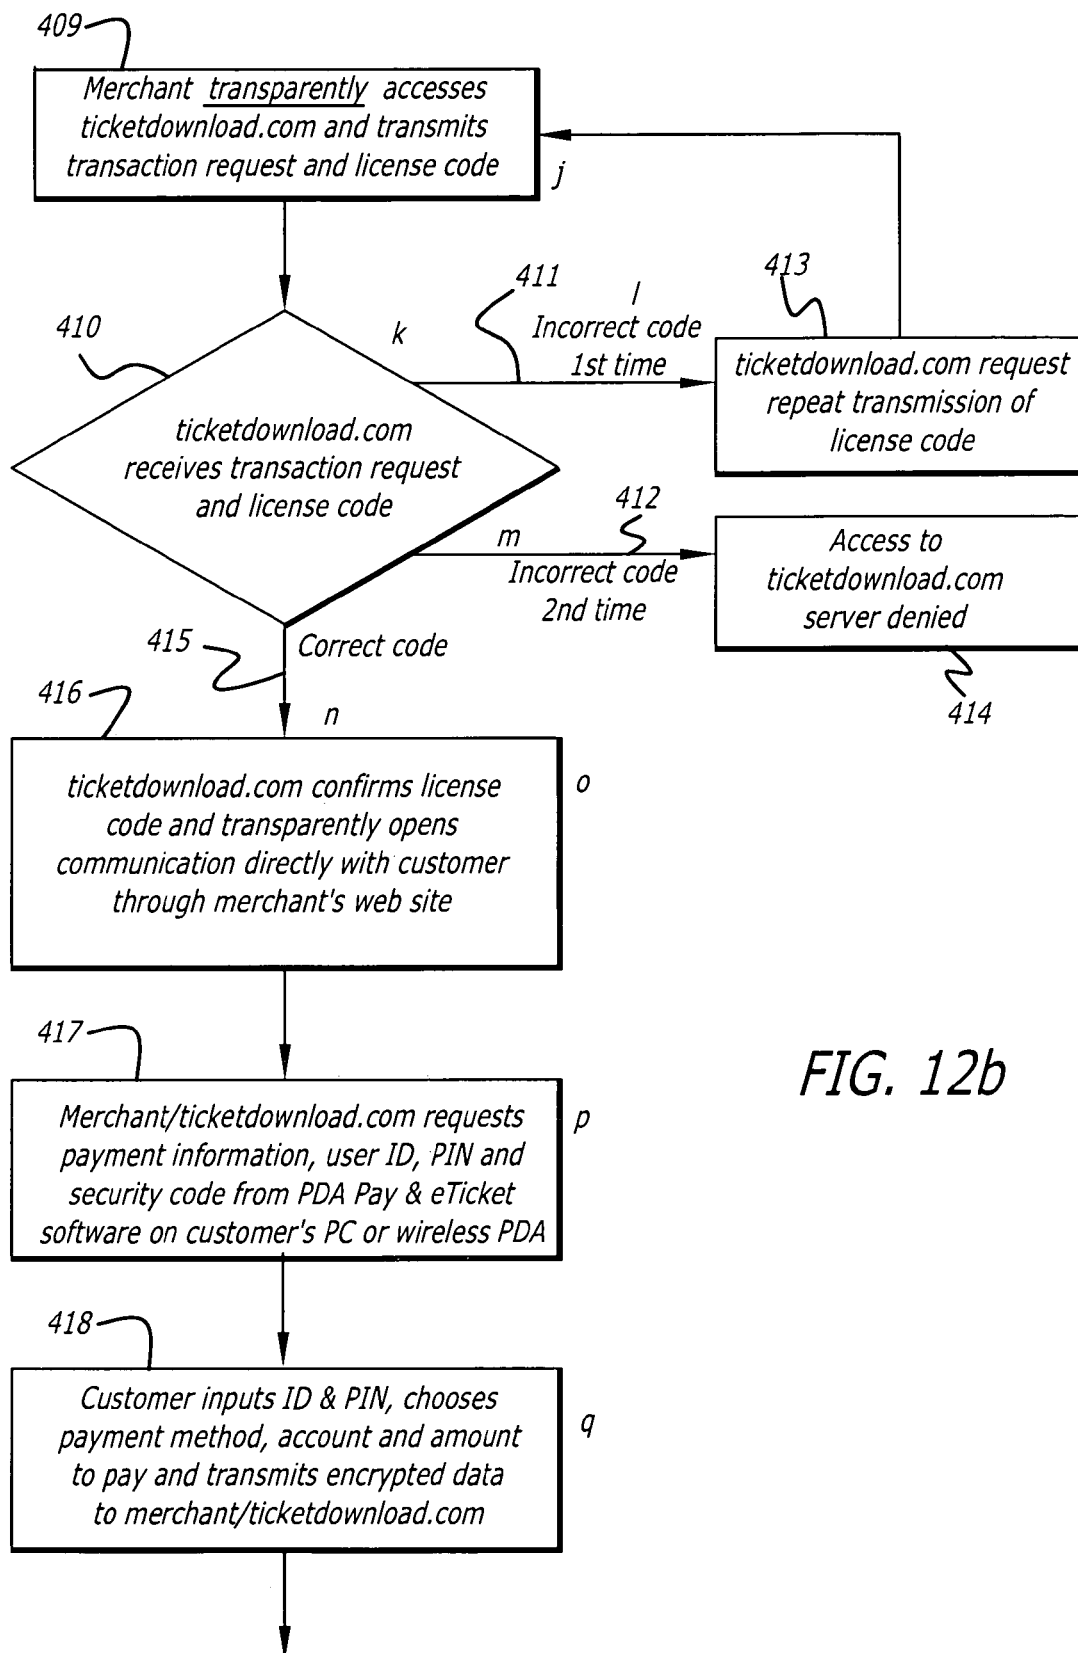 409
Merchant transparently accesses
ticketdownload.com and transmits
transaction request and license code
j
410
k
ticketdownload.com
receives transaction request
and license code
411
l
Incorrect code
1st time
413
ticketdownload.com request
repeat transmission of
license code
412
m
Incorrect code
2nd time
Access to
ticketdownload.com
server denied
414
415
Correct code
n
416
ticketdownload.com confirms license
code and transparently opens
communication directly with customer
through merchant's web site
o
417
Merchant/ticketdownload.com requests
payment information, user ID, PIN and
security code from PDA Pay & eTicket
software on customer's PC or wireless PDA
p
418
Customer inputs ID & PIN, chooses
payment method, account and amount
to pay and transmits encrypted data
to merchant/ticketdownload.com
q
FIG. 12b